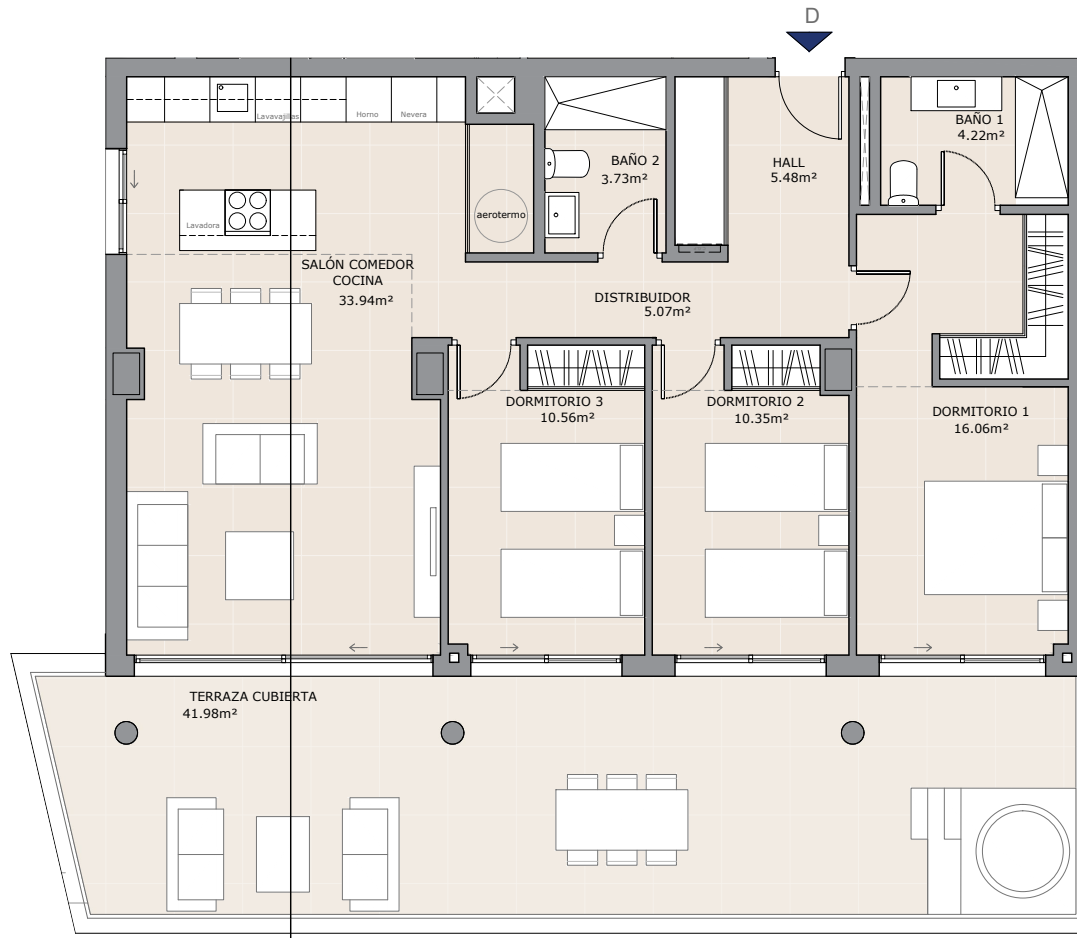 D
Lavavajillas
Horno
Nevera
BAÑO 1
4.22m²
BAÑO 2
3.73m²
HALL
5.48m²
Lavadora
aerotermo
SALÓN COMEDOR
COCINA
33.94m²
DISTRIBUIDOR
5.07m²
DORMITORIO 3
10.56m²
DORMITORIO 2
10.35m²
DORMITORIO 1
16.06m²
TERRAZA CUBIERTA
41.98m²